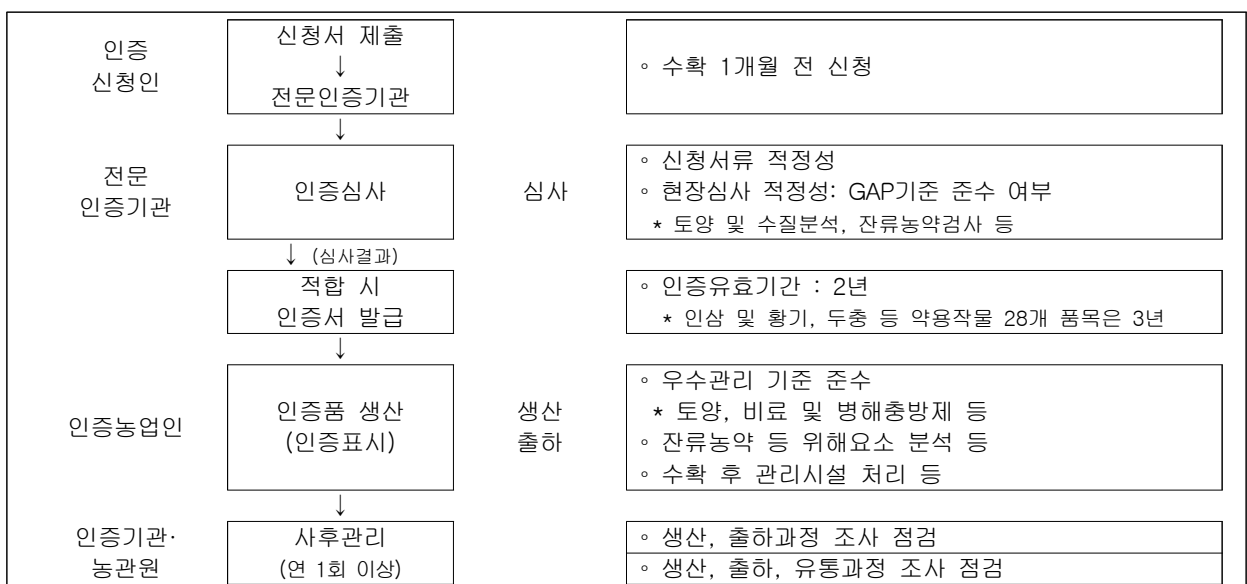 인증
신청인
신청서 제출
↓
전문인증기관
◦ 수확 1개월 전 신청
↓
전문
인증기관
인증심사
심사
◦ 신청서류 적정성
◦ 현장심사 적정성: GAP기준 준수 여부
* 토양 및 수질분석, 잔류농약검사 등
↓ (심사결과)
적합 시
인증서 발급
◦ 인증유효기간 : 2년
* 인삼 및 황기, 두충 등 약용작물 28개 품목은 3년
↓
인증농업인
인증품 생산
(인증표시)
생산
출하
◦ 우수관리 기준 준수
* 토양, 비료 및 병해충방제 등
◦ 잔류농약 등 위해요소 분석 등
◦ 수확 후 관리시설 처리 등
↓
인증기관·
농관원
사후관리
(연 1회 이상)
◦ 생산, 출하과정 조사 점검
◦ 생산, 출하, 유통과정 조사 점검